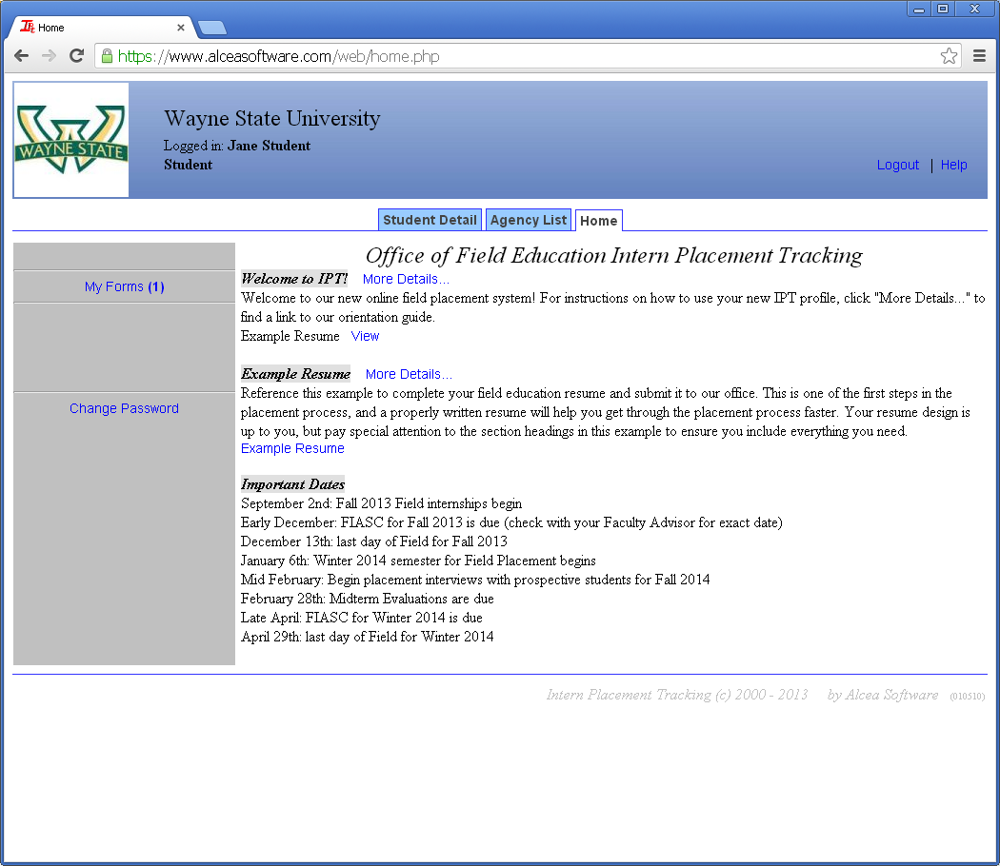 Home
https://www.alceasoftware.com/web/home.php
WAYNE STATE
Wayne State University
Logged in: Jane Student
Student
Logout | Help
Student Detail Agency List Home
My Forms (1)
Change Password
Office of Field Education Intern Placement Tracking
Welcome to IPT! More Details...
Welcome to our new online field placement system! For instructions on how to use your new IPT profile, click "More Details..." to
find a link to our orientation guide.
Example Resume View
Example Resume More Details...
Reference this example to complete your field education resume and submit it to our office. This is one of the first steps in the
placement process, and a properly written resume will help you get through the placement process faster. Your resume design is
up to you, but pay special attention to the section headings in this example to ensure you include everything you need.
Example Resume
Important Dates
September 2nd: Fall 2013 Field internships begin
Early December: FIASC for Fall 2013 is due (check with your Faculty Advisor for exact date)
December 13th: last day of Field for Fall 2013
January 6th: Winter 2014 semester for Field Placement begins
Mid February: Begin placement interviews with prospective students for Fall 2014
February 28th: Midterm Evaluations are due
Late April: FIASC for Winter 2014 is due
April 29th: last day of Field for Winter 2014
Intern Placement Tracking (c) 2000 - 2013 by Alcea Software (010510)